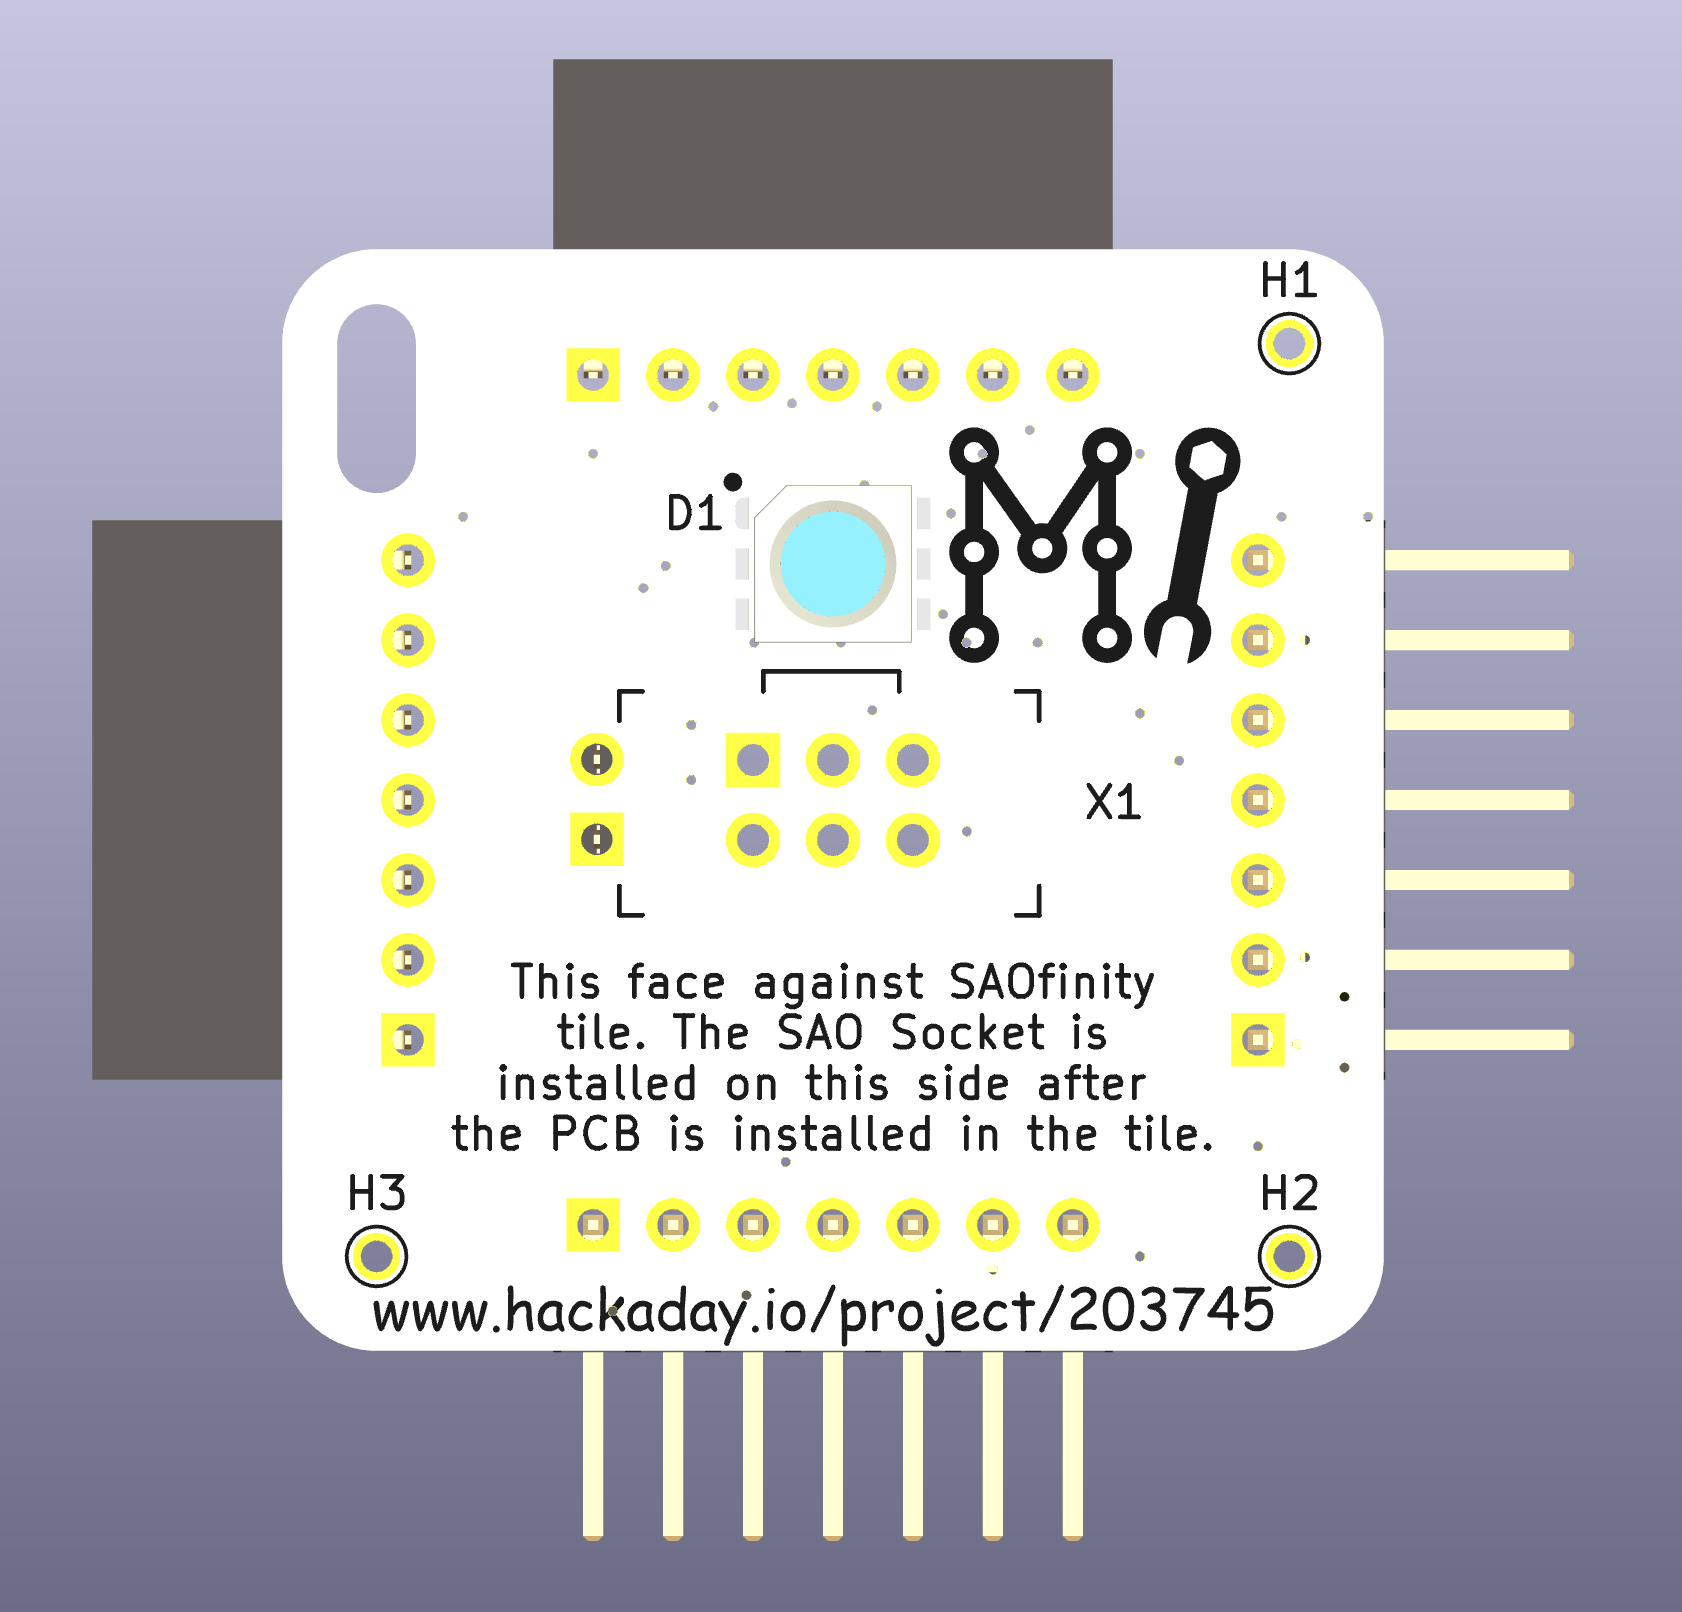 H1
D1
X1
This face against SAOfinity
tile. The SAO Socket is
installed on this side after
the PCB is installed in the tile.
H3
H2
www.hackaday.io/project/203745